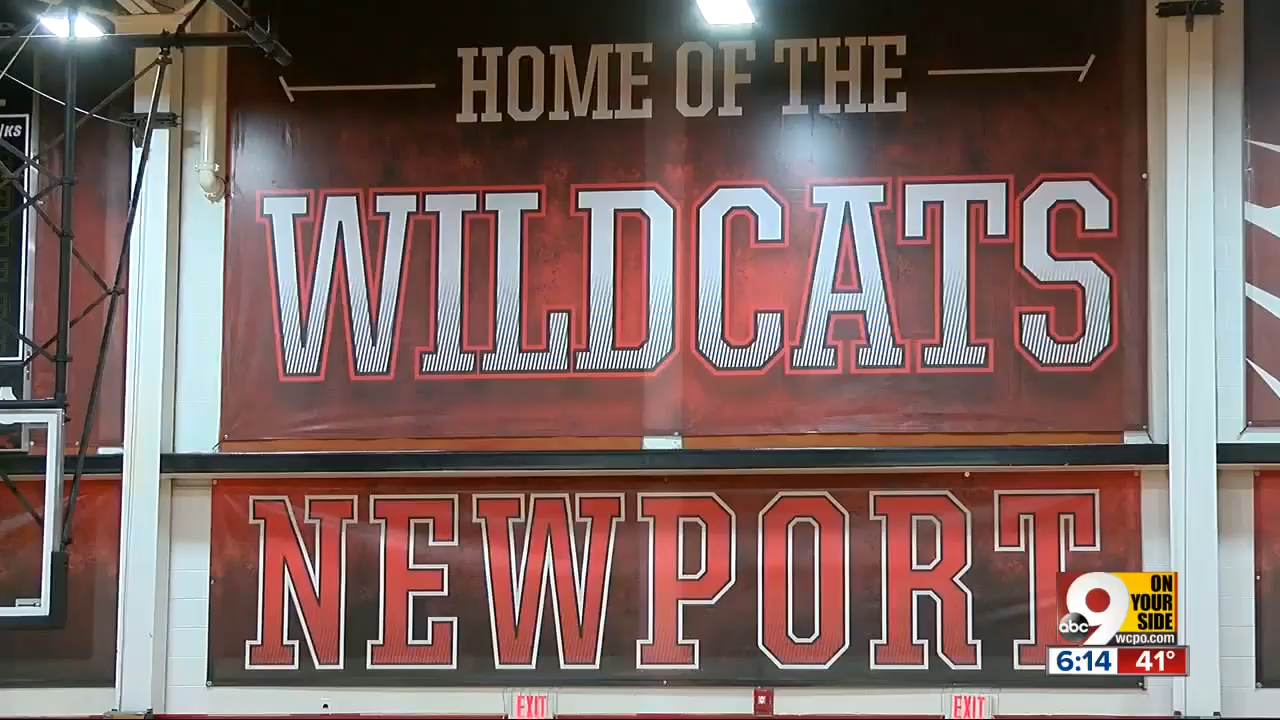 HOME OF THE
WILDCATS
NEWPORT
abc 9 ON YOUR SIDE
wcpo.com
6:14 41°
EXIT EXIT